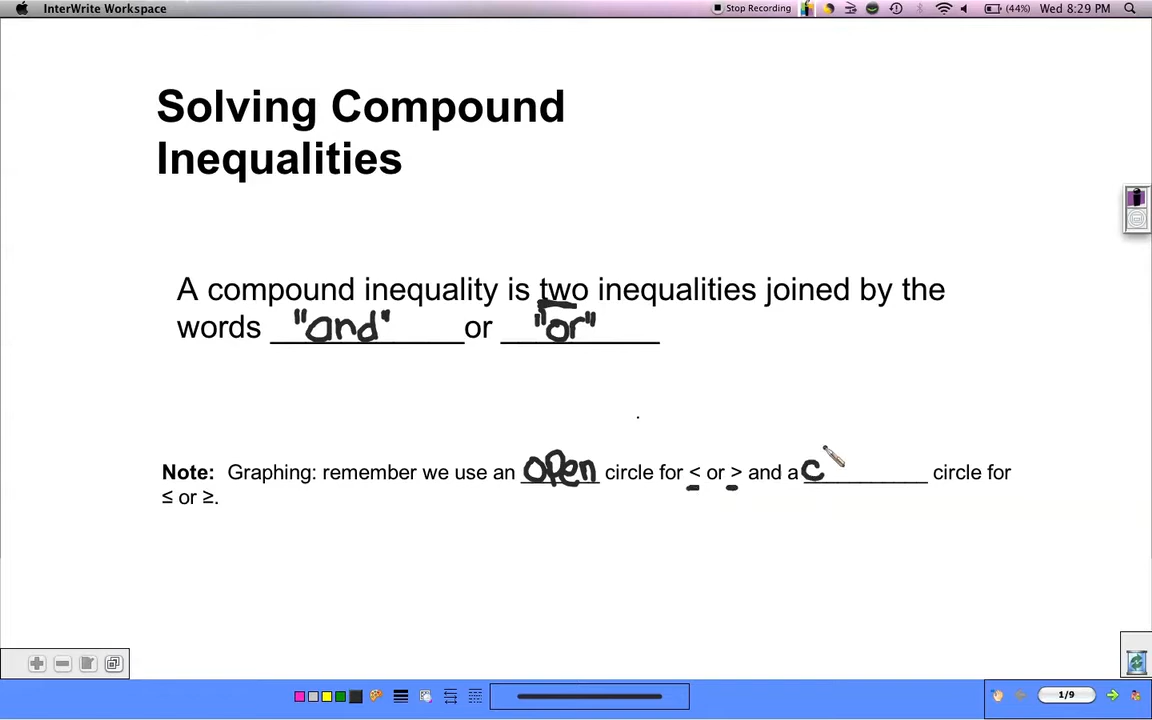 InterWrite Workspace Stop Recording (44%) Wed 8:29 PM
Solving Compound
Inequalities
A compound inequality is two inequalities joined by the
words "and" or "or"
Note: Graphing: remember we use an open circle for < or > and a c circle for
≤ or ≥.
1/9